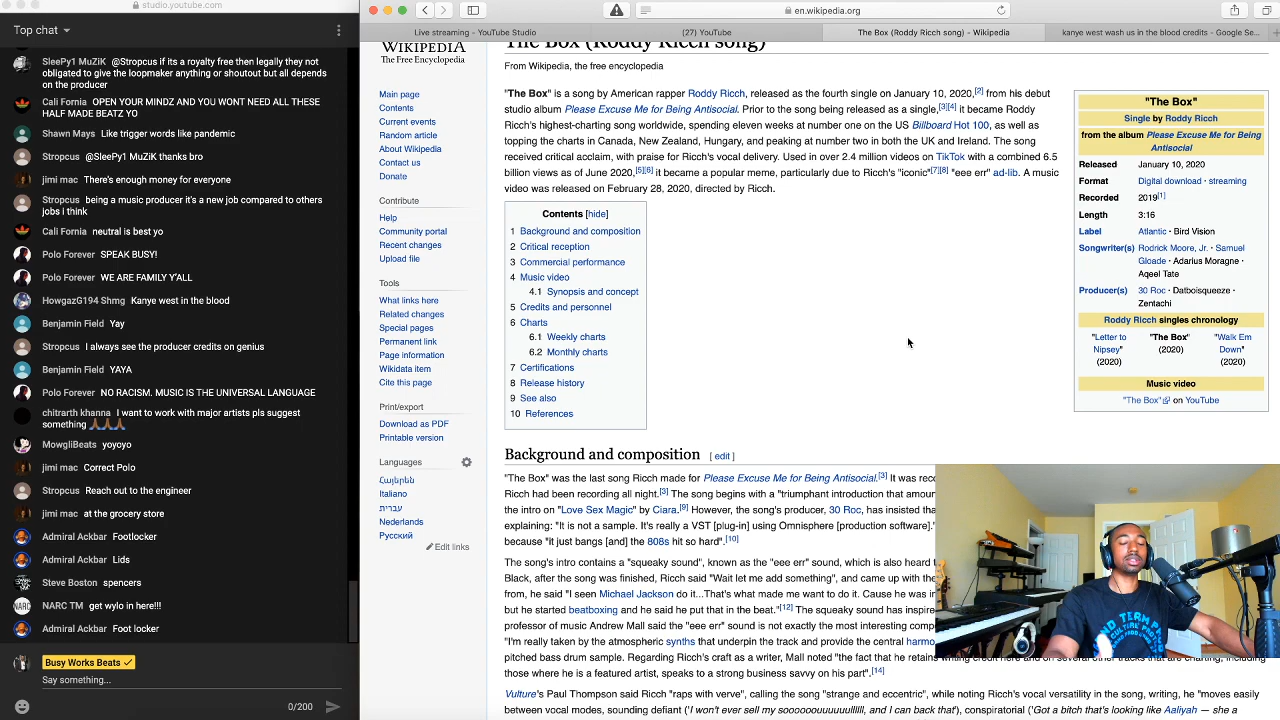 studio.youtube.com
Top chat
SleePy1 MuZiK @Stropcus if its a royalty free then legally they not
obligated to give the loopmaker anything or shoutout but all depends
on the producer
Cali Fornia OPEN YOUR MINDZ AND YOU WONT NEED ALL THESE
HALF MADE BEATZ YO
Shawn Mays Like trigger words like pandemic
Stropcus @SleePy1 MuZiK thanks bro
jimi mac There's enough money for everyone
Stropcus being a music producer it's a new job compared to others
jobs i think
Cali Fornia neutral is best yo
Polo Forever SPEAK BUSY!
Polo Forever WE ARE FAMILY Y'ALL
HowgazG194 Shmg Kanye west in the blood
Benjamin Field Yay
Stropcus I always see the producer credits on genius
Benjamin Field YAYA
Polo Forever NO RACISM. MUSIC IS THE UNIVERSAL LANGUAGE
chitrarth khanna I want to work with major artists pls suggest
something 🙏🏾🙏🏾🙏🏾
MowgliBeats yoyoyo
jimi mac Correct Polo
Stropcus Reach out to the engineer
jimi mac at the grocery store
Admiral Ackbar Footlocker
Admiral Ackbar Lids
Steve Boston spencers
NARC TM get wylo in here!!!
Admiral Ackbar Foot locker
Busy Works Beats ✓
Say something...
0/200
en.wikipedia.org
Live streaming - YouTube Studio
(27) YouTube
The Box (Roddy Ricch song) - Wikipedia
kanye west wash us in the blood credits - Google Se...
WIKIPEDIA
The Free Encyclopedia
Main page
Contents
Current events
Random article
About Wikipedia
Contact us
Donate
Contribute
Help
Community portal
Recent changes
Upload file
Tools
What links here
Related changes
Special pages
Permanent link
Page information
Wikidata item
Cite this page
Print/export
Download as PDF
Printable version
Languages
Հայերեն
Italiano
עברית
Nederlands
Русский
Edit links
The Box (Roddy Ricch song)
From Wikipedia, the free encyclopedia
"The Box" is a song by American rapper Roddy Ricch, released as the fourth single on January 10, 2020,[2] from his debut
studio album Please Excuse Me for Being Antisocial. Prior to the song being released as a single,[3][4] it became Roddy
Ricch's highest-charting song worldwide, spending eleven weeks at number one on the US Billboard Hot 100, as well as
topping the charts in Canada, New Zealand, Hungary, and peaking at number two in both the UK and Ireland. The song
received critical acclaim, with praise for Ricch's vocal delivery. Used in over 2.4 million videos on TikTok with a combined 6.5
billion views as of June 2020,[5][6] it became a popular meme, particularly due to Ricch's "iconic"[7][8] "eee err" ad-lib. A music
video was released on February 28, 2020, directed by Ricch.
Contents [hide]
1 Background and composition
2 Critical reception
3 Commercial performance
4 Music video
4.1 Synopsis and concept
5 Credits and personnel
6 Charts
6.1 Weekly charts
6.2 Monthly charts
7 Certifications
8 Release history
9 See also
10 References
"The Box"
Single by Roddy Ricch
from the album Please Excuse Me for Being
Antisocial
Released January 10, 2020
Format Digital download · streaming
Recorded 2019[1]
Length 3:16
Label Atlantic · Bird Vision
Songwriter(s) Rodrick Moore, Jr. · Samuel
Gloade · Adarius Moragne ·
Aqeel Tate
Producer(s) 30 Roc · Datboisqueeze ·
Zentachi
Roddy Ricch singles chronology
"Letter to
Nipsey"
(2020)
"The Box"
(2020)
"Walk Em
Down"
(2020)
Music video
"The Box" on YouTube
Background and composition [ edit ]
"The Box" was the last song Ricch made for Please Excuse Me for Being Antisocial.[3] It was reco
Ricch had been recording all night.[3] The song begins with a "triumphant introduction that amoun
the intro on "Love Sex Magic" by Ciara.[9] However, the song's producer, 30 Roc, has insisted tha
explaining: "It is not a sample. It's really a VST [plug-in] using Omnisphere [production software]."
because "it just bangs [and] the 808s hit so hard".[10]
The song's intro contains a "squeaky sound", known as the "eee err" sound, which is also heard t
Black, after the song was finished, Ricch said "Wait let me add something", and came up with the
from, he said "I seen Michael Jackson do it...That's what made me want to do it. Cause he was in
but he started beatboxing and he said he put that in the beat."[12] The squeaky sound has inspire
professor of music Andrew Mall said the "eee err" sound is not exactly the most interesting comp
"I'm really taken by the atmospheric synths that underpin the track and provide the central harmo
pitched bass drum sample. Regarding Ricch's craft as a writer, Mall noted "the fact that he retains writing credit here and on several other tracks that are charting, including
those where he is a featured artist, speaks to a strong business savvy on his part".[14]
Vulture's Paul Thompson said Ricch "raps with verve", calling the song "strange and eccentric", while noting Ricch's vocal versatility in the song, writing, he "moves easily
between vocal modes, sounding defiant ('I won't ever sell my sooooooouuuuullllll, and I can back that'), conspiratorial ('Got a bitch that's looking like Aaliyah — she a